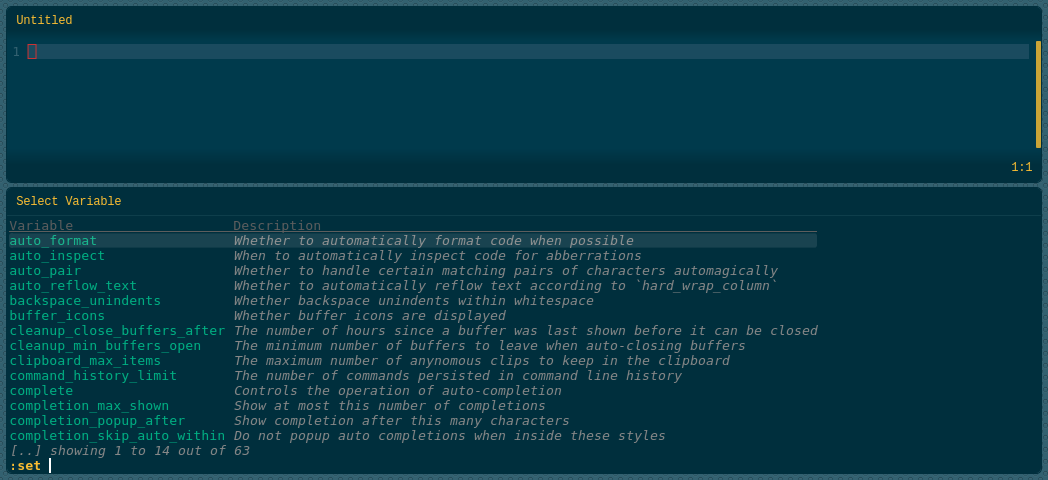 Untitled
1
1:1
Select Variable
Variable Description
auto_format Whether to automatically format code when possible
auto_inspect When to automatically inspect code for abberrations
auto_pair Whether to handle certain matching pairs of characters automagically
auto_reflow_text Whether to automatically reflow text according to `hard_wrap_column`
backspace_unindents Whether backspace unindents within whitespace
buffer_icons Whether buffer icons are displayed
cleanup_close_buffers_after The number of hours since a buffer was last shown before it can be closed
cleanup_min_buffers_open The minimum number of buffers to leave when auto-closing buffers
clipboard_max_items The maximum number of anynomous clips to keep in the clipboard
command_history_limit The number of commands persisted in command line history
complete Controls the operation of auto-completion
completion_max_shown Show at most this number of completions
completion_popup_after Show completion after this many characters
completion_skip_auto_within Do not popup auto completions when inside these styles
[..] showing 1 to 14 out of 63
:set